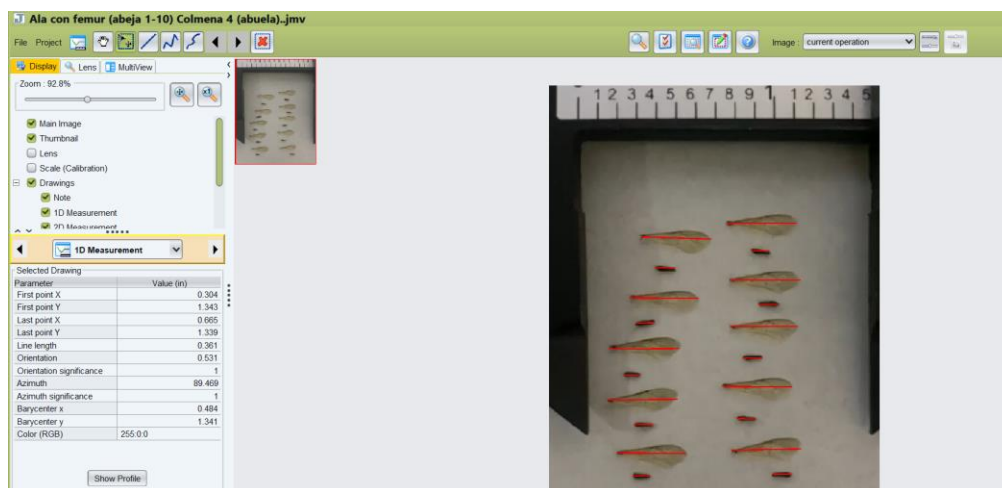 Ala con femur (abeja 1-10) Colmena 4 (abuela)..jmv
File Project
Image : current operation
Display Lens MultiView
Zoom : 92.8%
Main Image
Thumbnail
Lens
Scale (Calibration)
Drawings
Note
1D Measurement
2D Measurement
1D Measurement
Selected Drawing
Parameter Value (in)
First point X 0.304
First point Y 1.343
Last point X 0.665
Last point Y 1.339
Line length 0.361
Orientation 0.531
Orientation significance 1
Azimuth 89.469
Azimuth significance 1
Barycenter x 0.484
Barycenter y 1.341
Color (RGB) 255:0:0
Show Profile
1 2 3 4 5 6 7 8 9 1 1 2 3 4 5